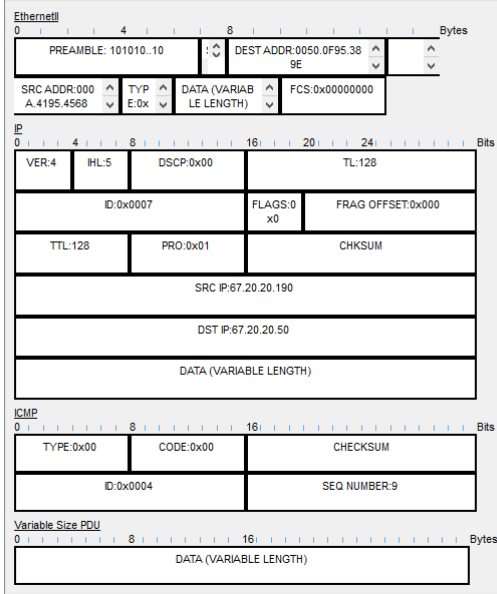 EthernetII
0 4 8 Bytes
PREAMBLE: 101010..10
DEST ADDR:0050.0F95.38
9E
SRC ADDR:000
A.4195.4568
TYP
E:0x
DATA (VARIAB
LE LENGTH)
FCS:0x00000000
IP
0 4 8 16 20 24 Bits
VER:4 IHL:5 DSCP:0x00 TL:128
ID:0x0007 FLAGS:0
x0
FRAG OFFSET:0x000
TTL:128 PRO:0x01 CHKSUM
SRC IP:67.20.20.190
DST IP:67.20.20.50
DATA (VARIABLE LENGTH)
ICMP
0 8 16 Bits
TYPE:0x00 CODE:0x00 CHECKSUM
ID:0x0004 SEQ NUMBER:9
Variable Size PDU
0 8 16 Bytes
DATA (VARIABLE LENGTH)